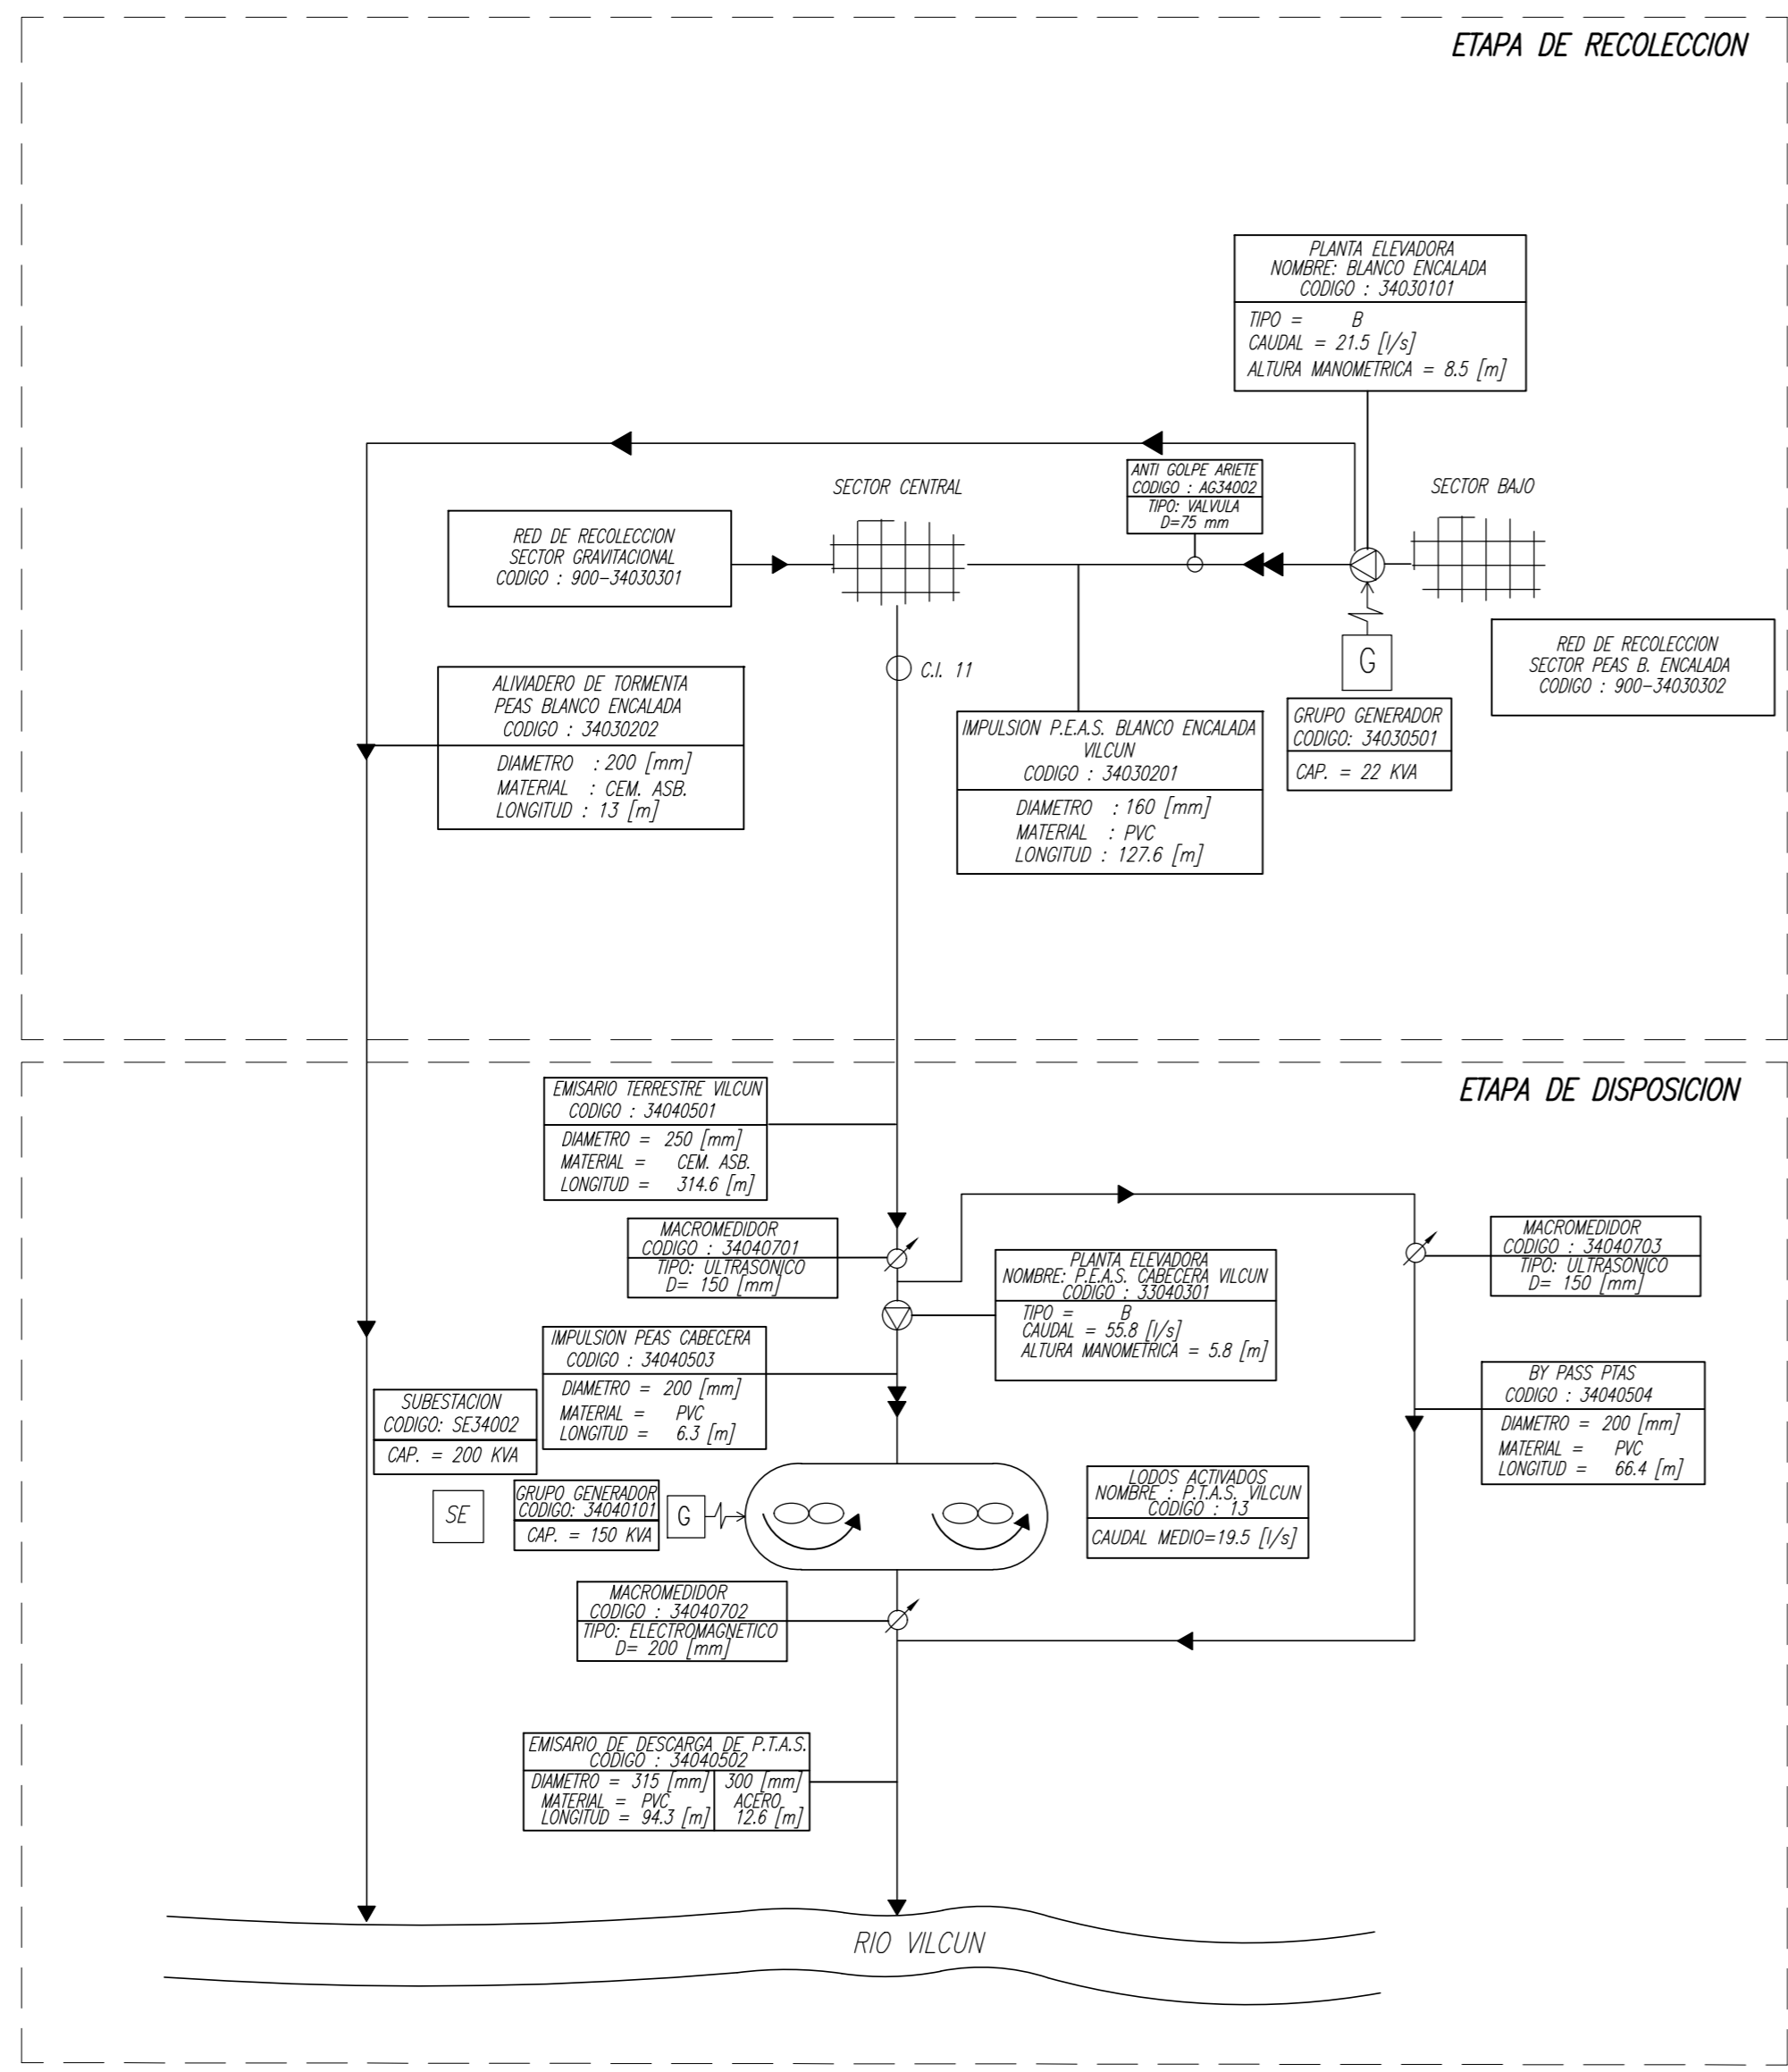 ETAPA DE RECOLECCION
PLANTA ELEVADORA
NOMBRE: BLANCO ENCALADA
CODIGO : 34030101
TIPO = B
CAUDAL = 21.5 [l/s]
ALTURA MANOMETRICA = 8.5 [m]
ANTI GOLPE ARIETE
CODIGO : AG34002
TIPO: VALVULA
D=75 mm
SECTOR CENTRAL
SECTOR BAJO
RED DE RECOLECCION
SECTOR GRAVITACIONAL
CODIGO : 900-34030301
RED DE RECOLECCION
SECTOR PEAS B. ENCALADA
CODIGO : 900-34030302
G
C.I. 11
ALIVIADERO DE TORMENTA
PEAS BLANCO ENCALADA
CODIGO : 34030202
DIAMETRO : 200 [mm]
MATERIAL : CEM. ASB.
LONGITUD : 13 [m]
IMPULSION P.E.A.S. BLANCO ENCALADA
VILCUN
CODIGO : 34030201
DIAMETRO : 160 [mm]
MATERIAL : PVC
LONGITUD : 127.6 [m]
GRUPO GENERADOR
CODIGO: 34030501
CAP. = 22 KVA
ETAPA DE DISPOSICION
EMISARIO TERRESTRE VILCUN
CODIGO : 34040501
DIAMETRO = 250 [mm]
MATERIAL = CEM. ASB.
LONGITUD = 314.6 [m]
MACROMEDIDOR
CODIGO : 34040701
TIPO: ULTRASONICO
D= 150 [mm]
PLANTA ELEVADORA
NOMBRE: P.E.A.S. CABECERA VILCUN
CODIGO : 33040301
TIPO = B
CAUDAL = 55.8 [l/s]
ALTURA MANOMETRICA = 5.8 [m]
MACROMEDIDOR
CODIGO : 34040703
TIPO: ULTRASONICO
D= 150 [mm]
IMPULSION PEAS CABECERA
CODIGO : 34040503
DIAMETRO = 200 [mm]
MATERIAL = PVC
LONGITUD = 6.3 [m]
BY PASS PTAS
CODIGO : 34040504
DIAMETRO = 200 [mm]
MATERIAL = PVC
LONGITUD = 66.4 [m]
SUBESTACION
CODIGO: SE34002
CAP. = 200 KVA
SE
GRUPO GENERADOR
CODIGO: 34040101
CAP. = 150 KVA
G
LODOS ACTIVADOS
NOMBRE : P.T.A.S. VILCUN
CODIGO : 13
CAUDAL MEDIO=19.5 [l/s]
MACROMEDIDOR
CODIGO : 34040702
TIPO: ELECTROMAGNETICO
D= 200 [mm]
EMISARIO DE DESCARGA DE P.T.A.S.
CODIGO : 34040502
DIAMETRO = 315 [mm] 300 [mm]
MATERIAL = PVC ACERO
LONGITUD = 94.3 [m] 12.6 [m]
RIO VILCUN